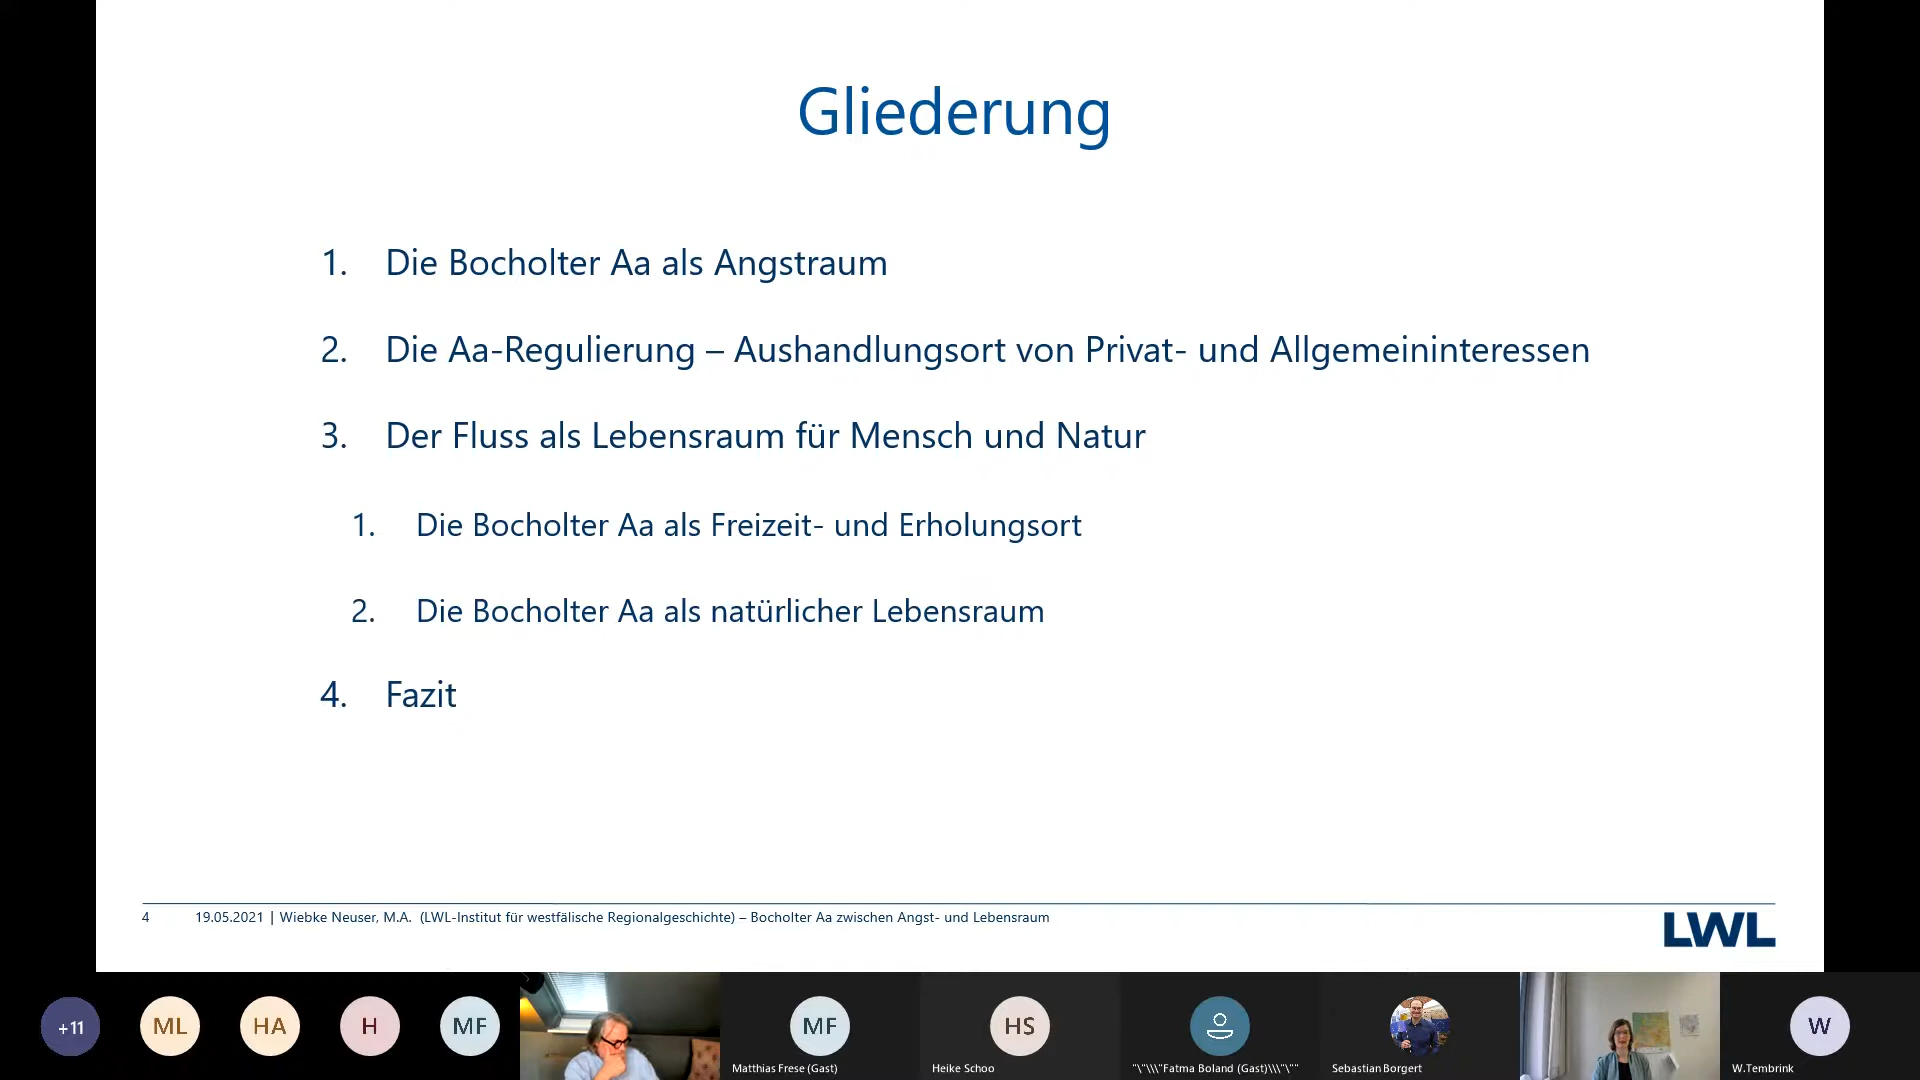 Gliederung
1. Die Bocholter Aa als Angstraum
2. Die Aa-Regulierung – Aushandlungsort von Privat- und Allgemeininteressen
3. Der Fluss als Lebensraum für Mensch und Natur
1. Die Bocholter Aa als Freizeit- und Erholungsort
2. Die Bocholter Aa als natürlicher Lebensraum
4. Fazit
4 19.05.2021 | Wiebke Neuser, M.A. (LWL-Institut für westfälische Regionalgeschichte) – Bocholter Aa zwischen Angst- und Lebensraum
LWL
+11 ML HA H MF MF HS W
Matthias Frese (Gast) Heike Schoo "\"\\\"Fatma Boland (Gast)\\\"\"" Sebastian Borgert W.Tembrink